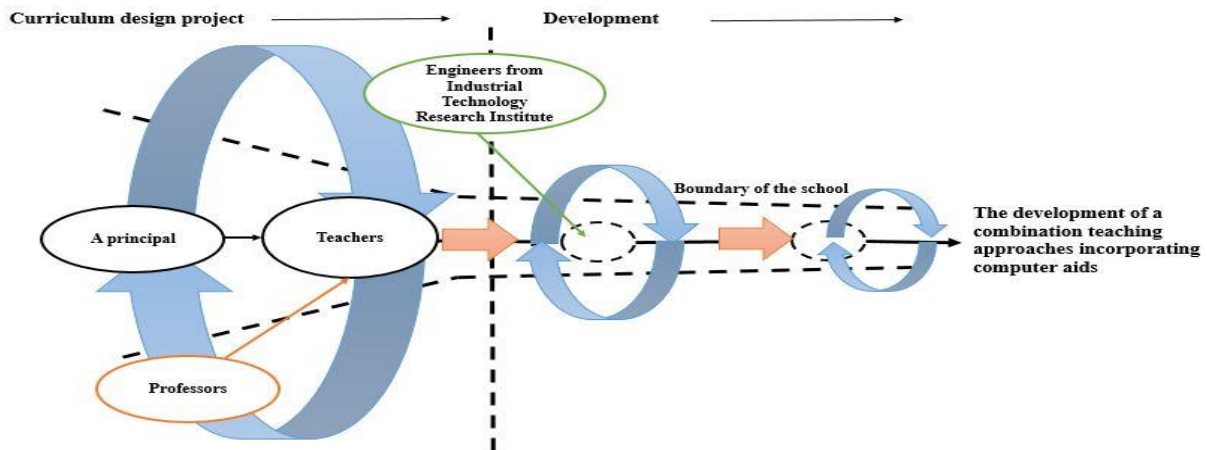 Curriculum design project
Development
Engineers from
Industrial
Technology
Research Institute
Boundary of the school
A principal
Teachers
The development of a
combination teaching
approaches incorporating
computer aids
Professors